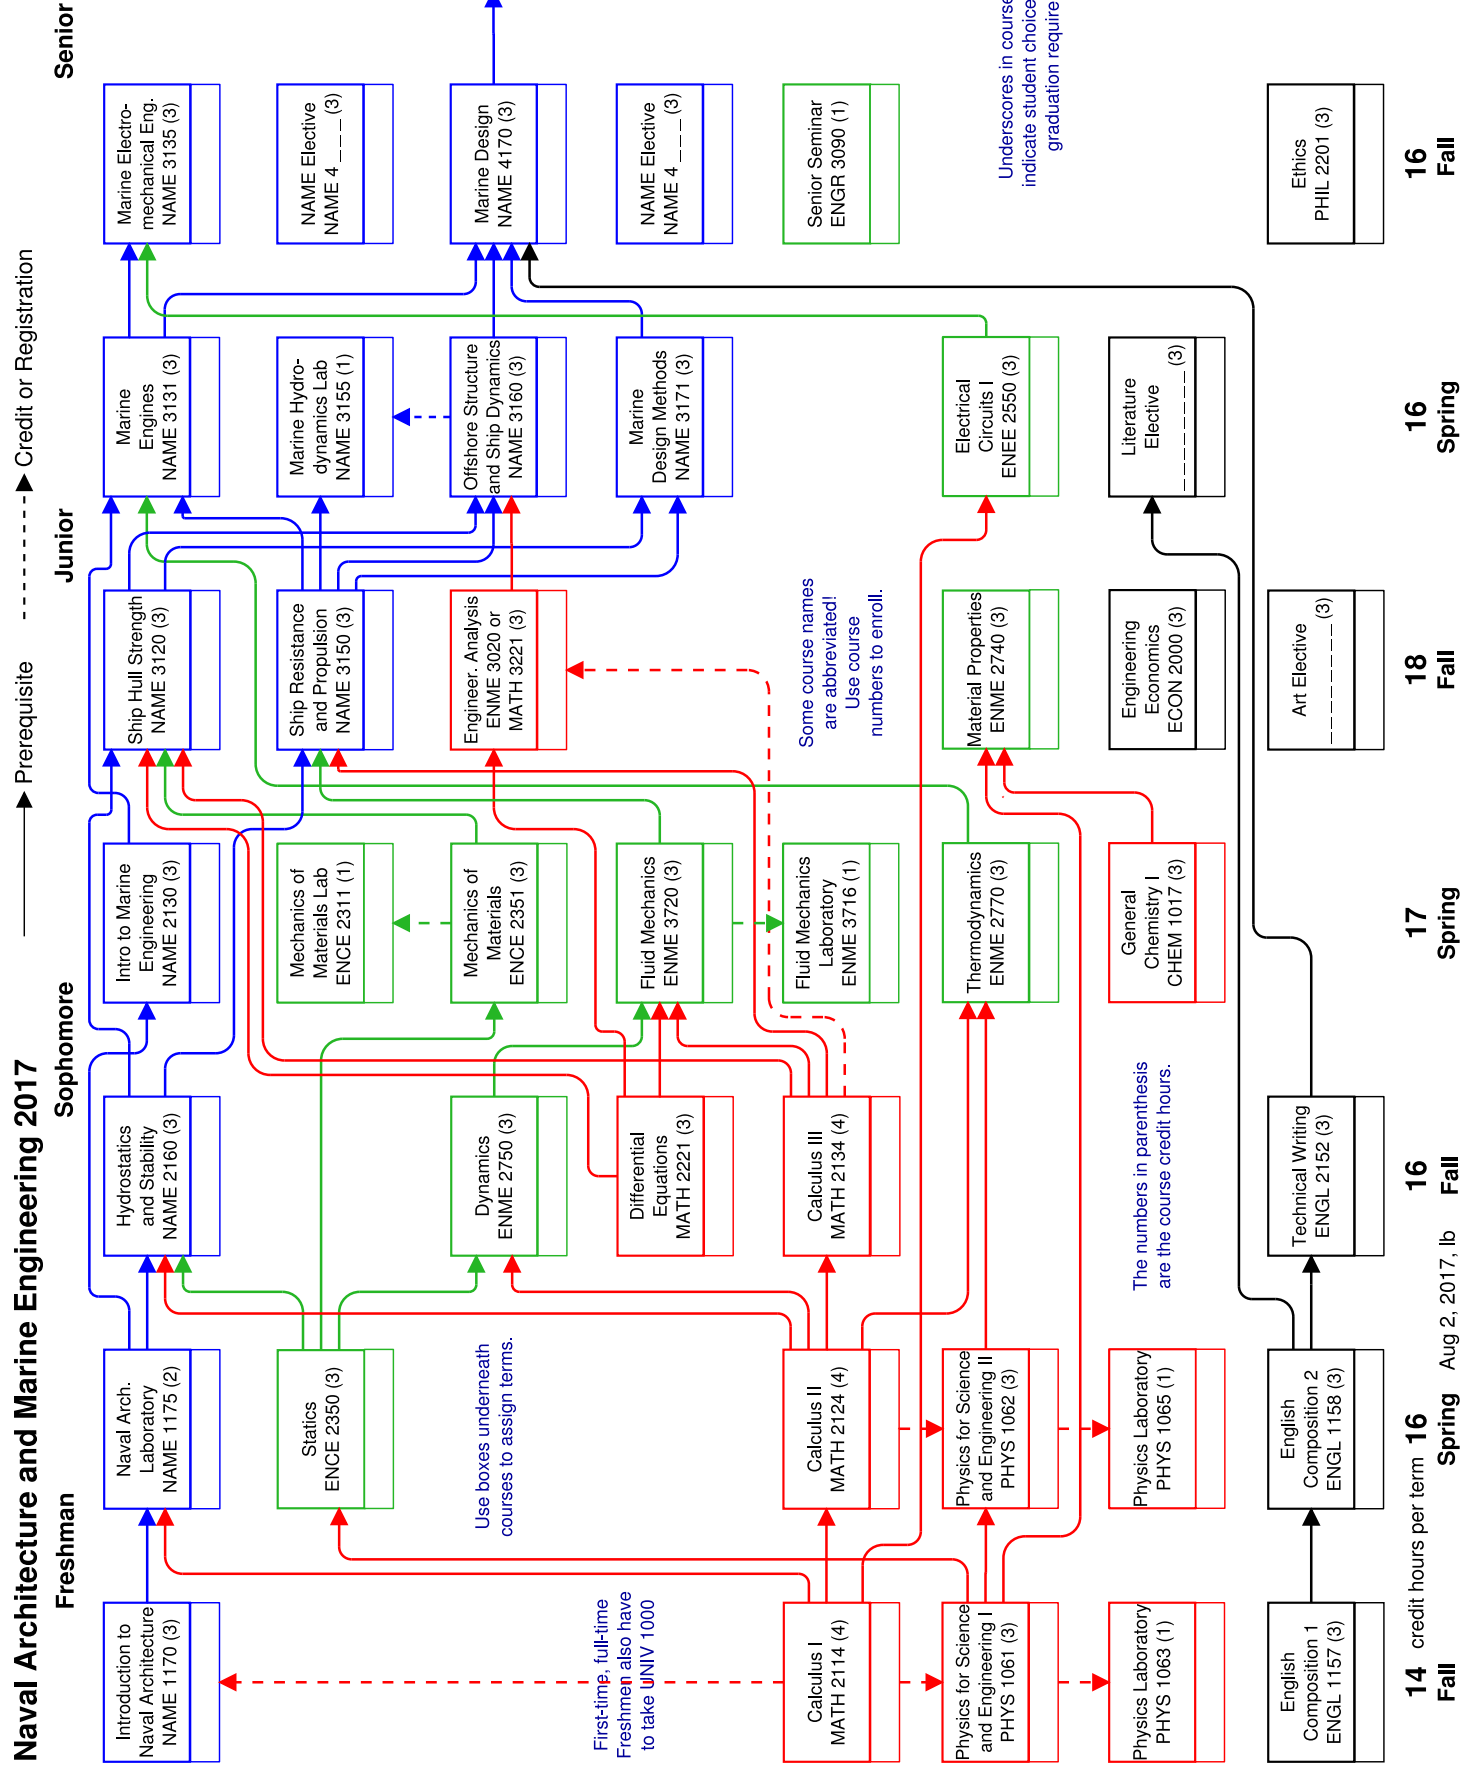 Naval Architecture and Marine Engineering 2017
Prerequisite
Credit or Registration
Freshman
Sophomore
Junior
Senior
Introduction to
Naval Architecture
NAME 1170 (3)
Naval Arch.
Laboratory
NAME 1175 (2)
Hydrostatics
and Stability
NAME 2160 (3)
Intro to Marine
Engineering
NAME 2130 (3)
Ship Hull Strength
NAME 3120 (3)
Marine
Engines
NAME 3131 (3)
Marine Electro-
mechanical Eng.
NAME 3135 (3)
Statics
ENCE 2350 (3)
Mechanics of
Materials Lab
ENCE 2311 (1)
Ship Resistance
and Propulsion
NAME 3150 (3)
Marine Hydro-
dynamics Lab
NAME 3155 (1)
NAME Elective
NAME 4 _ _ _ (3)
Use boxes underneath
courses to assign terms.
Dynamics
ENME 2750 (3)
Mechanics of
Materials
ENCE 2351 (3)
Engineer. Analysis
ENME 3020 or
MATH 3221 (3)
Offshore Structure
and Ship Dynamics
NAME 3160 (3)
Marine Design
NAME 4170 (3)
First-time, full-time
Freshmen also have
to take UNIV 1000
Differential
Equations
MATH 2221 (3)
Fluid Mechanics
ENME 3720 (3)
Marine
Design Methods
NAME 3171 (3)
NAME Elective
NAME 4 _ _ _ (3)
Calculus I
MATH 2114 (4)
Calculus II
MATH 2124 (4)
Calculus III
MATH 2134 (4)
Fluid Mechanics
Laboratory
ENME 3716 (1)
Some course names
are abbreviated!
Use course
numbers to enroll.
Senior Seminar
ENGR 3090 (1)
Physics for Science
and Engineering I
PHYS 1061 (3)
Physics for Science
and Engineering II
PHYS 1062 (3)
Thermodynamics
ENME 2770 (3)
Material Properties
ENME 2740 (3)
Electrical
Circuits I
ENEE 2550 (3)
Underscores in course
indicate student choice
graduation require
Physics Laboratory
PHYS 1063 (1)
Physics Laboratory
PHYS 1065 (1)
The numbers in parenthesis
are the course credit hours.
General
Chemistry I
CHEM 1017 (3)
Engineering
Economics
ECON 2000 (3)
Literature
Elective
_ _ _ _ _ _ _ _ (3)
English
Composition 1
ENGL 1157 (3)
English
Composition 2
ENGL 1158 (3)
Technical Writing
ENGL 2152 (3)
Art Elective
_ _ _ _ _ _ _ _ (3)
Ethics
PHIL 2201 (3)
14 credit hours per term 16 Aug 2, 2017, lb 16 17 18 16 16
Fall Spring Fall Spring Fall Spring Fall